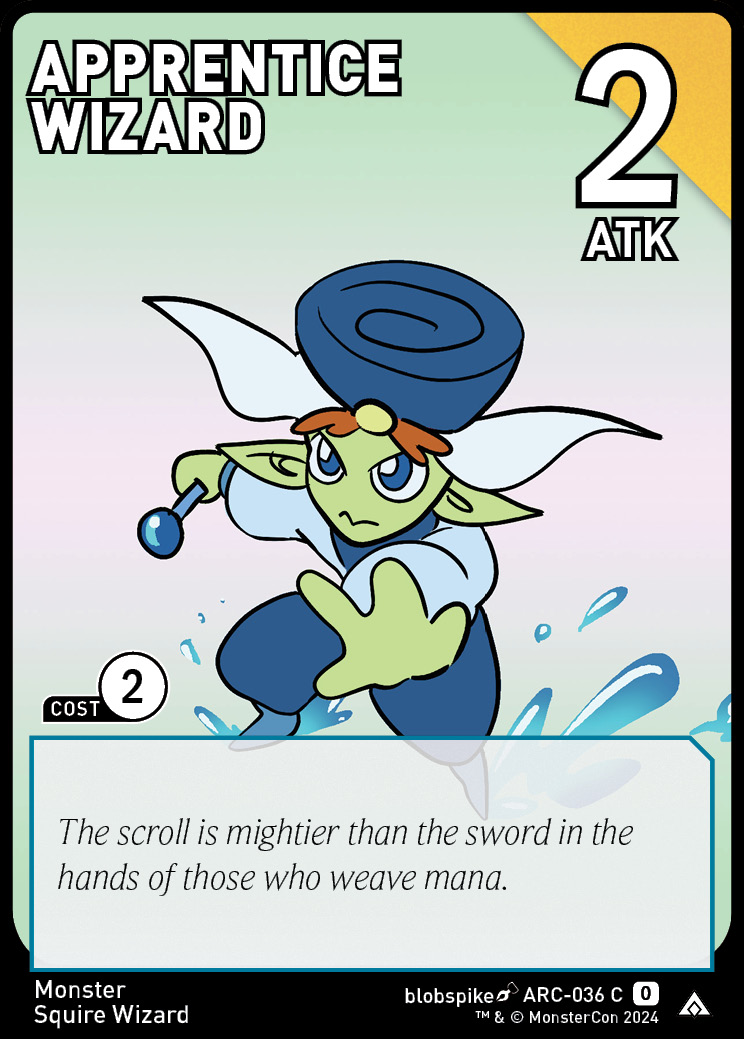 APPRENTICE
WIZARD
2
ATK
COST 2
The scroll is mightier than the sword in the
hands of those who weave mana.
Monster
Squire Wizard
blobspike ARC-036 C 0
™ & © MonsterCon 2024